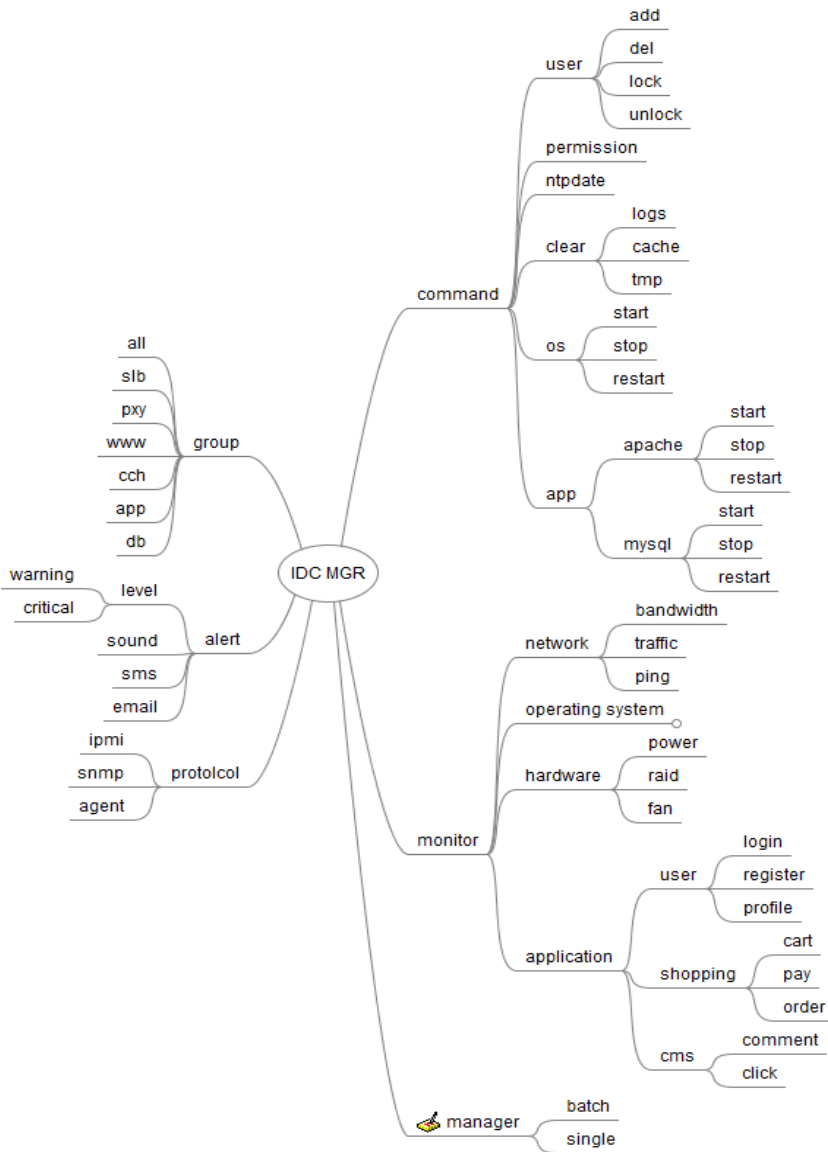 IDC MGR
command
user
add
del
lock
unlock
permission
ntpdate
clear
logs
cache
tmp
os
start
stop
restart
app
apache
start
stop
restart
mysql
start
stop
restart
monitor
network
bandwidth
traffic
ping
operating system
hardware
power
raid
fan
application
user
login
register
profile
shopping
cart
pay
order
cms
comment
click
manager
batch
single
group
all
slb
pxy
www
cch
app
db
alert
level
warning
critical
sound
sms
email
protolcol
ipmi
snmp
agent